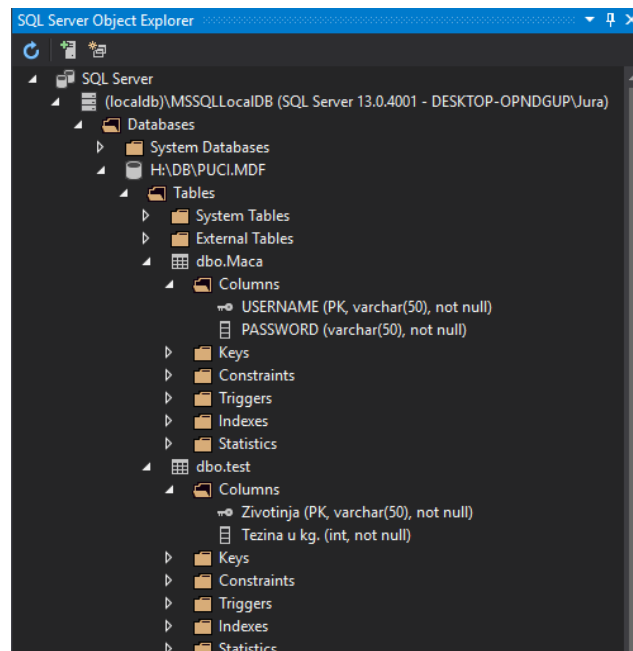 SQL Server Object Explorer
SQL Server
(localdb)\MSSQLLocalDB (SQL Server 13.0.4001 - DESKTOP-OPNDGUP\Jura)
Databases
System Databases
H:\DB\PUCI.MDF
Tables
System Tables
External Tables
dbo.Maca
Columns
USERNAME (PK, varchar(50), not null)
PASSWORD (varchar(50), not null)
Keys
Constraints
Triggers
Indexes
Statistics
dbo.test
Columns
Zivotinja (PK, varchar(50), not null)
Tezina u kg. (int, not null)
Keys
Constraints
Triggers
Indexes
Statistics